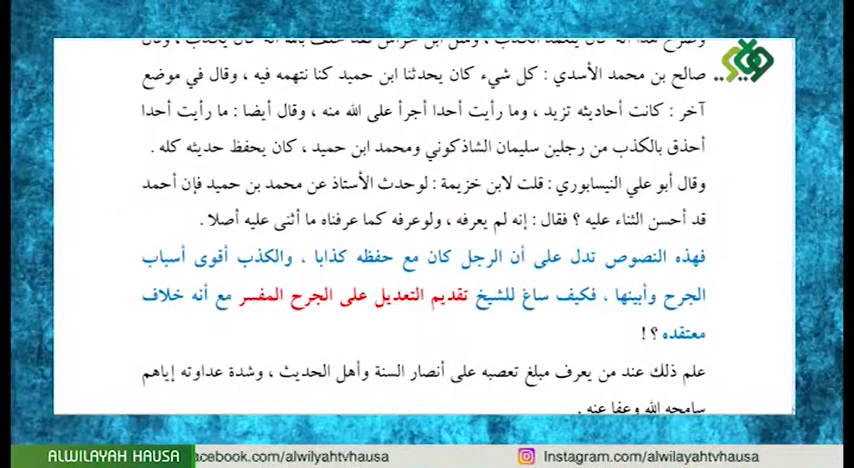 صالح بن محمد الأسدي : كل شيء كان يحدثنا ابن حميد كنا نتهمه فيه ، وقال في موضع
آخر : كانت أحاديثه تزيد ، وما رأيت أحدا أجرأ على الله منه ، وقال أيضا : ما رأيت أحدا
أحذق بالكذب من رجلين سليمان الشاذكوني ومحمد ابن حميد ، كان يحفظ حديثه كله .
وقال أبو علي النيسابوري : قلت لابن خزيمة : لوحدث الأستاذ عن محمد بن حميد فإن أحمد
قد أحسن الثناء عليه ؟ فقال : إنه لم يعرفه ، ولوعرفه كما عرفناه ما أثنى عليه أصلا .
فهذه النصوص تدل على أن الرجل كان مع حفظه كذابا ، والكذب أقوى أسباب
الجرح وأبينها ، فكيف ساغ للشيخ تقديم التعديل على الجرح المفسر مع أنه خلاف
معتقده ؟ !
علم ذلك عند من يعرف مبلغ تعصبه على أنصار السنة وأهل الحديث ، وشدة عداوته إياهم
سامحه الله وعفا عنه .
ALWILAYAH HAUSA
acebook.com/alwilyahtvhausa
Instagram.com/alwilayahtvhausa